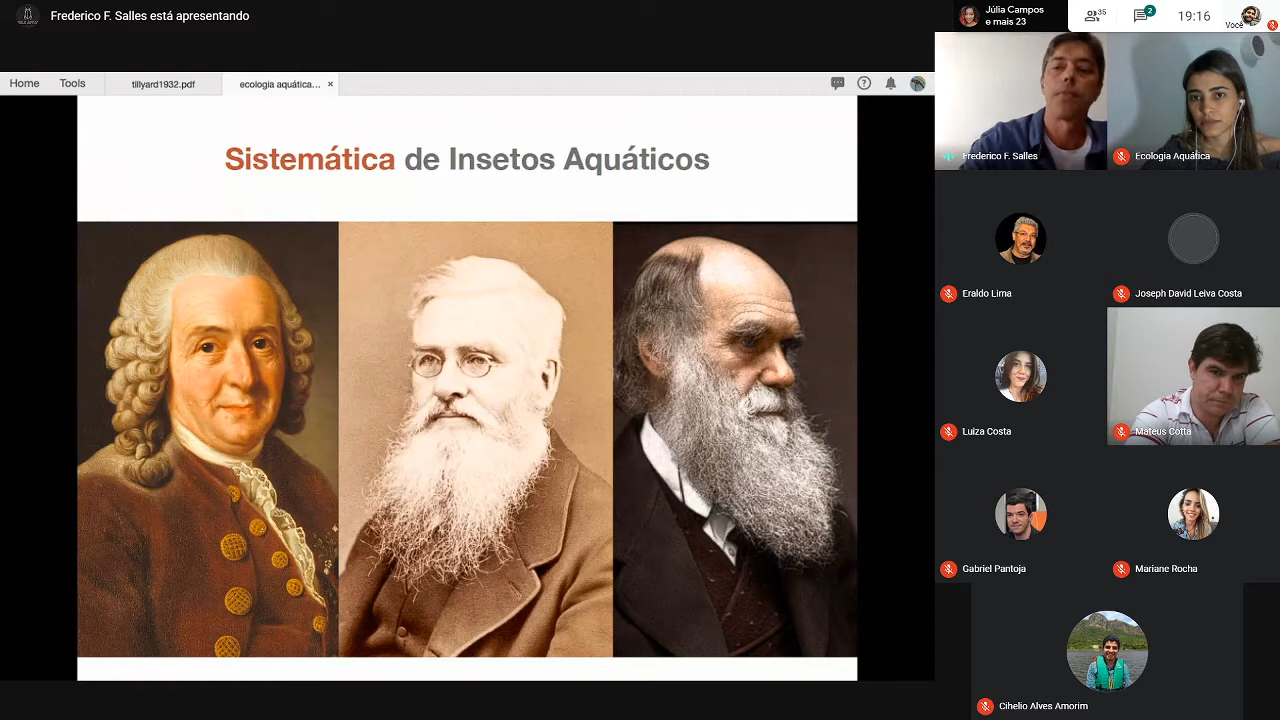 Frederico F. Salles está apresentando
Júlia Campos
e mais 23
35
2
19:16
Você
Home
Tools
tillyard1932.pdf
ecologia aquática...
×
Sistemática de Insetos Aquáticos
Frederico F. Salles
Ecologia Aquática
Eraldo Lima
Joseph David Leiva Costa
Luiza Costa
Mateus Cotta
Gabriel Pantoja
Mariane Rocha
Cihelio Alves Amorim